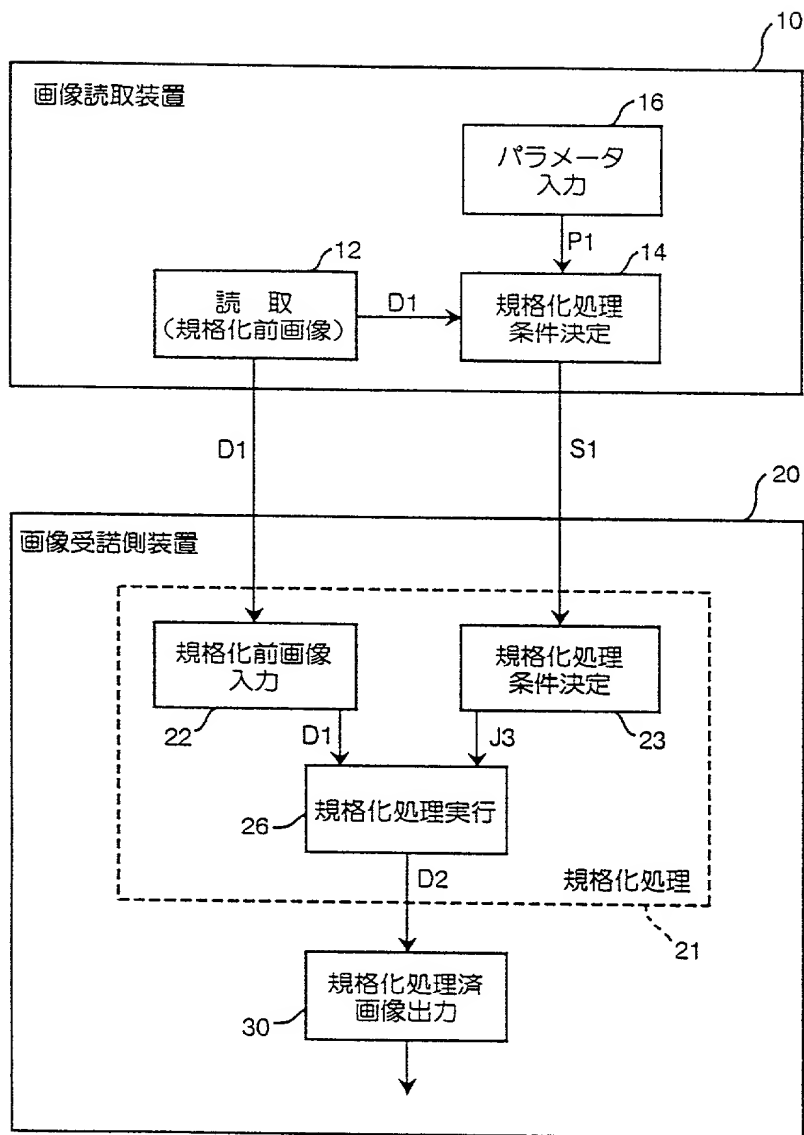 10
画像読取装置
16
パラメータ
入力
P1
12
14
読 取
(規格化前画像)
D1
規格化処理
条件決定
D1
S1
20
画像受諾側装置
規格化前画像
入力
規格化処理
条件決定
22
D1
J3
23
26
規格化処理実行
D2
規格化処理
21
規格化処理済
画像出力
30